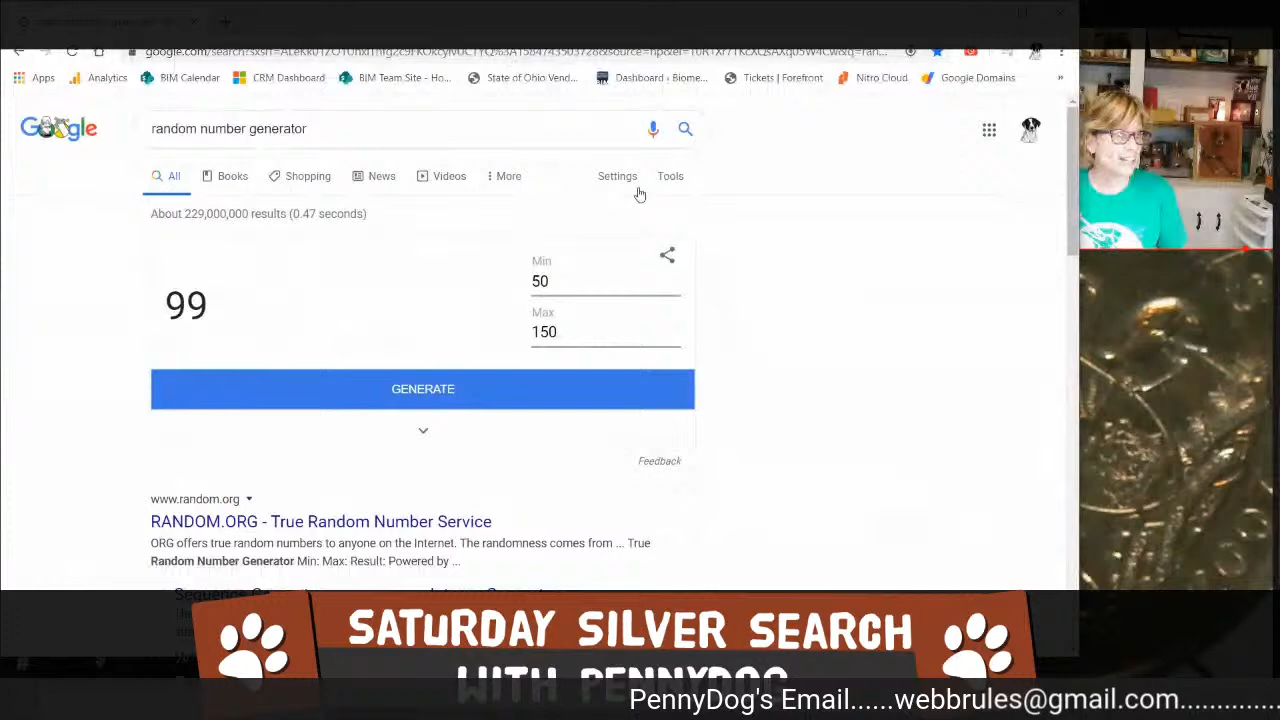 Apps Analytics BIM Calendar CRM Dashboard BIM Team Site - Ho... State of Ohio Vend... Dashboard - Biome... Tickets | Forefront Nitro Cloud Google Domains »
Google
random number generator
All Books Shopping News Videos More Settings Tools
About 229,000,000 results (0.47 seconds)
Min
50
99
Max
150
GENERATE
Feedback
www.random.org
RANDOM.ORG - True Random Number Service
ORG offers true random numbers to anyone on the Internet. The randomness comes from ... True
Random Number Generator Min: Max: Result: Powered by ...
SATURDAY SILVER SEARCH
WITH PENNYDOG
PennyDog's Email......webbrules@gmail.com.............